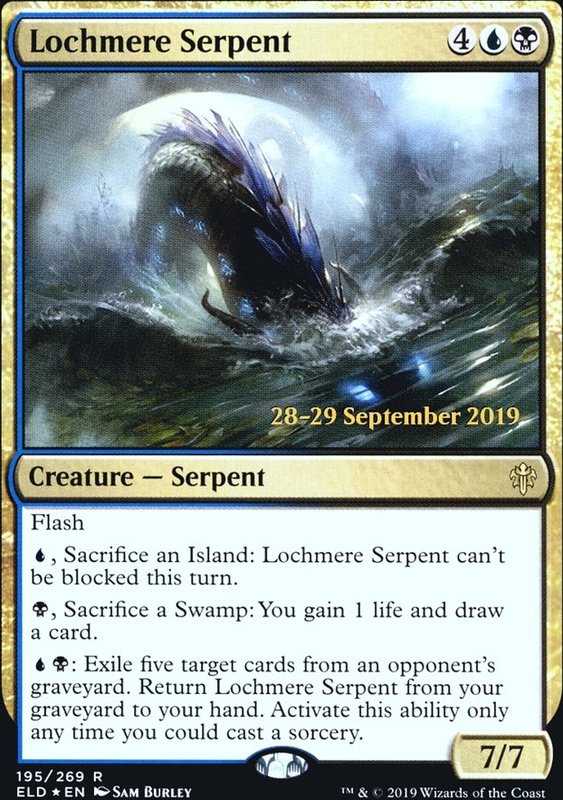 Lochmere Serpent 4
28–29 September 2019
Creature — Serpent
Flash
, Sacrifice an Island: Lochmere Serpent can't
be blocked this turn.
, Sacrifice a Swamp: You gain 1 life and draw
a card.
: Exile five target cards from an opponent's
graveyard. Return Lochmere Serpent from your
graveyard to your hand. Activate this ability only
any time you could cast a sorcery.
7/7
195/269 R
ELD ★ EN Sam Burley
™ & © 2019 Wizards of the Coast